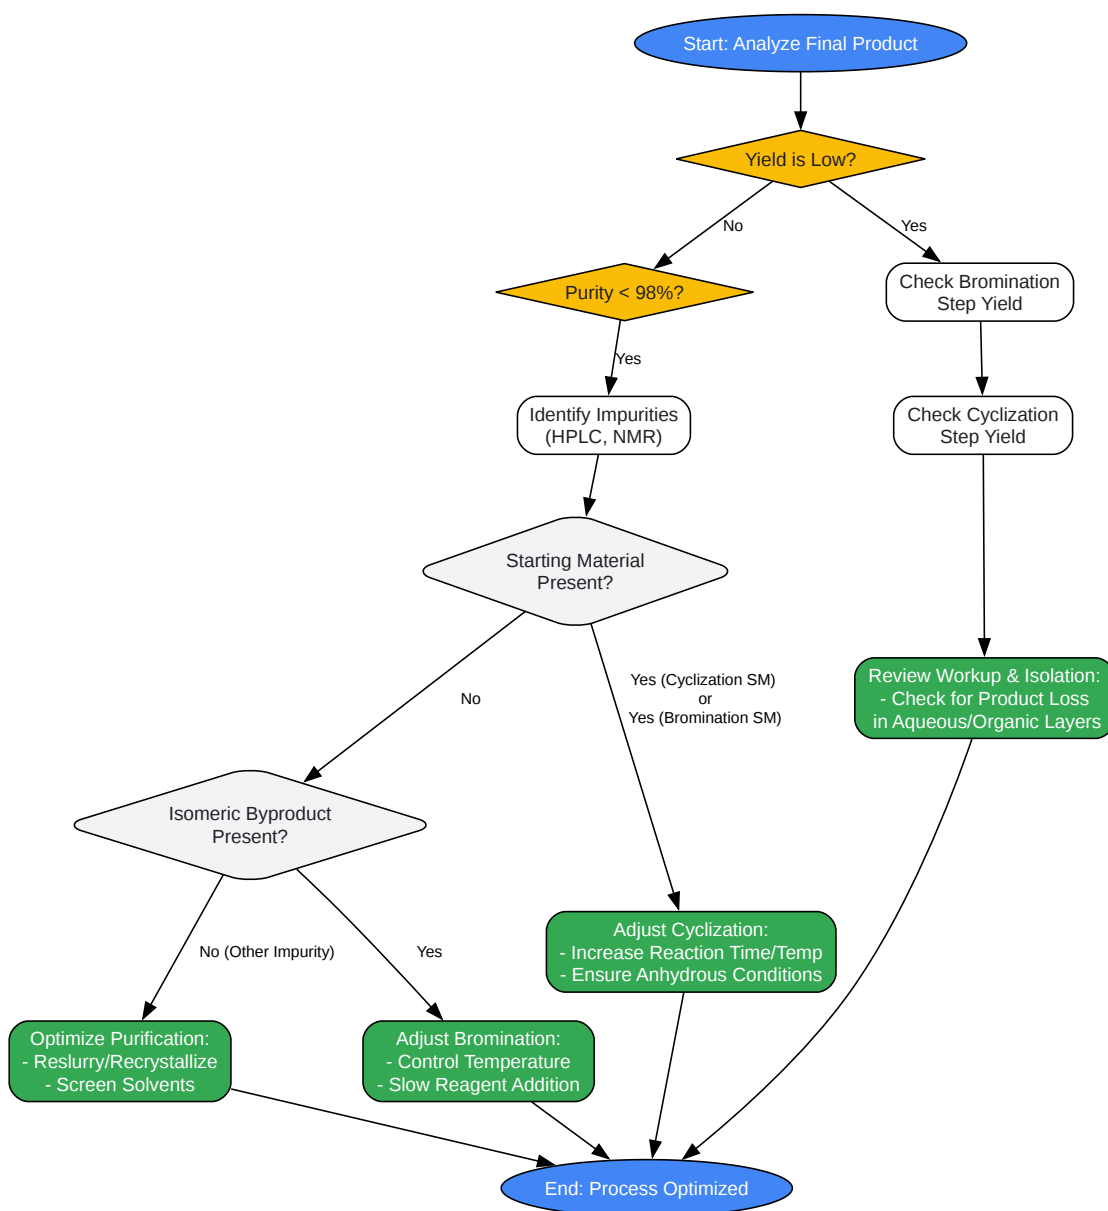 Start: Analyze Final Product
Yield is Low?
No
Yes
Purity < 98%?
Check Bromination
Step Yield
Yes
Identify Impurities
(HPLC, NMR)
Check Cyclization
Step Yield
Starting Material
Present?
No
Yes (Cyclization SM)
or
Yes (Bromination SM)
Review Workup & Isolation:
- Check for Product Loss
in Aqueous/Organic Layers
Isomeric Byproduct
Present?
No (Other Impurity)
Yes
Adjust Cyclization:
- Increase Reaction Time/Temp
- Ensure Anhydrous Conditions
Optimize Purification:
- Reslurry/Recrystallize
- Screen Solvents
Adjust Bromination:
- Control Temperature
- Slow Reagent Addition
End: Process Optimized